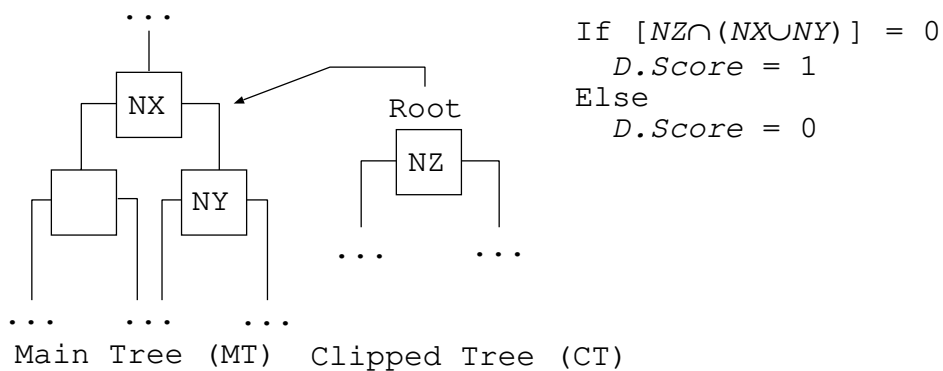 ...
NX
Root
NZ
NY
... ...
... ... ...
Main Tree (MT)
Clipped Tree (CT)
If [NZ∩(NX∪NY)] = 0
D.Score = 1
Else
D.Score = 0